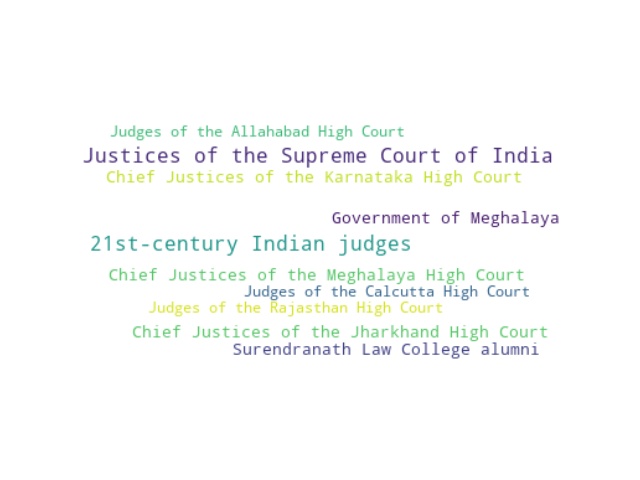 Judges of the Allahabad High Court
Justices of the Supreme Court of India
Chief Justices of the Karnataka High Court
Government of Meghalaya
21st-century Indian judges
Chief Justices of the Meghalaya High Court
Judges of the Calcutta High Court
Judges of the Rajasthan High Court
Chief Justices of the Jharkhand High Court
Surendranath Law College alumni